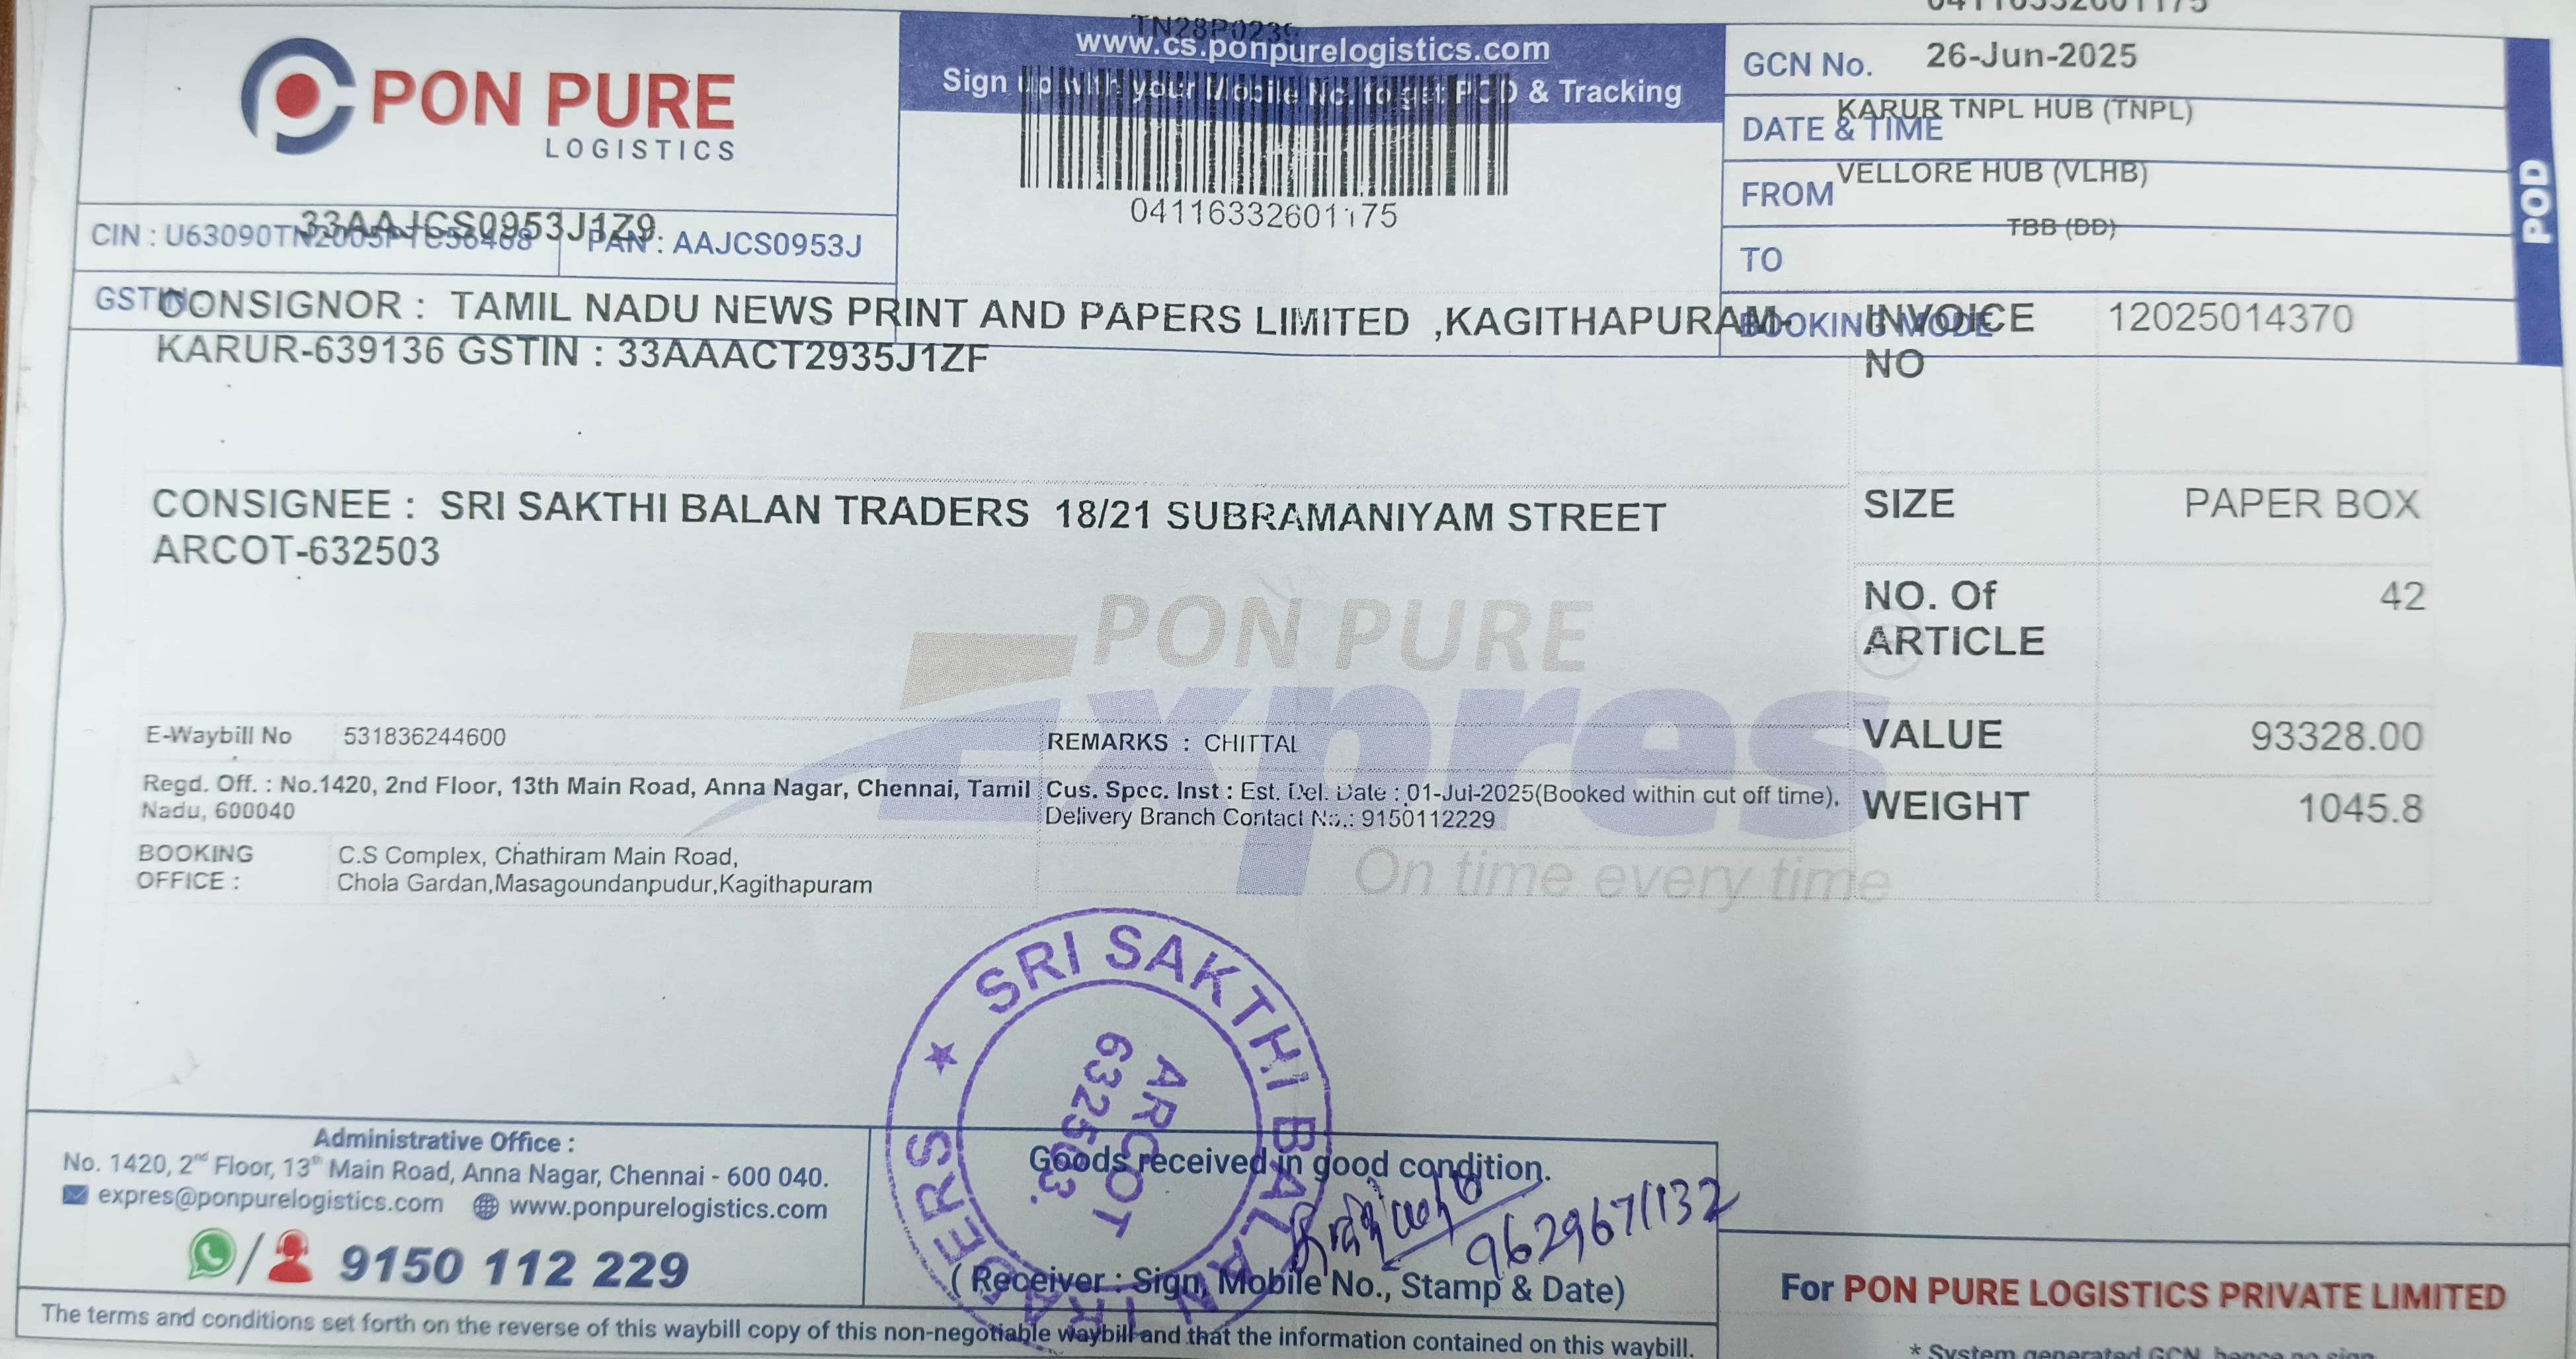 04116332601175
TN28P0239
PON PURE
LOGISTICS
www.cs.ponpurelogistics.com
Sign up with your Mobile No. to get POD & Tracking
04116332601175
GCN No. 26-Jun-2025
DATE & TIME KARUR TNPL HUB (TNPL)
FROM VELLORE HUB (VLHB)
TO TBB (DD)
BOOKING MODE
POD
33AAJCS0953J1Z9
CIN : U63090TN2005PTC56468 PAN : AAJCS0953J
GSTIN
CONSIGNOR : TAMIL NADU NEWS PRINT AND PAPERS LIMITED ,KAGITHAPURAM-
KARUR-639136 GSTIN : 33AAACT2935J1ZF
INVOICE 12025014370
NO
CONSIGNEE : SRI SAKTHI BALAN TRADERS 18/21 SUBRAMANIYAM STREET
ARCOT-632503
SIZE PAPER BOX
NO. Of 42
ARTICLE
VALUE 93328.00
WEIGHT 1045.8
PON PURE
Expres
On time every time
E-Waybill No 531836244600
REMARKS : CHITTAL
Regd. Off. : No.1420, 2nd Floor, 13th Main Road, Anna Nagar, Chennai, Tamil
Nadu, 600040
Cus. Spec. Inst : Est. Del. Date : 01-Jul-2025(Booked within cut off time),
Delivery Branch Contact No.: 9150112229
BOOKING C.S Complex, Chathiram Main Road,
OFFICE : Chola Gardan,Masagoundanpudur,Kagithapuram
★ SRI SAKTHI BALAN TRADERS
ARCOT
632503.
Administrative Office :
No. 1420, 2nd Floor, 13th Main Road, Anna Nagar, Chennai - 600 040.
expres@ponpurelogistics.com www.ponpurelogistics.com
/ 9150 112 229
Goods received in good condition.
9629671132
( Receiver : Sign, Mobile No., Stamp & Date)
For PON PURE LOGISTICS PRIVATE LIMITED
The terms and conditions set forth on the reverse of this waybill copy of this non-negotiable waybill and that the information contained on this waybill.
* System generated GCN, hence no sign